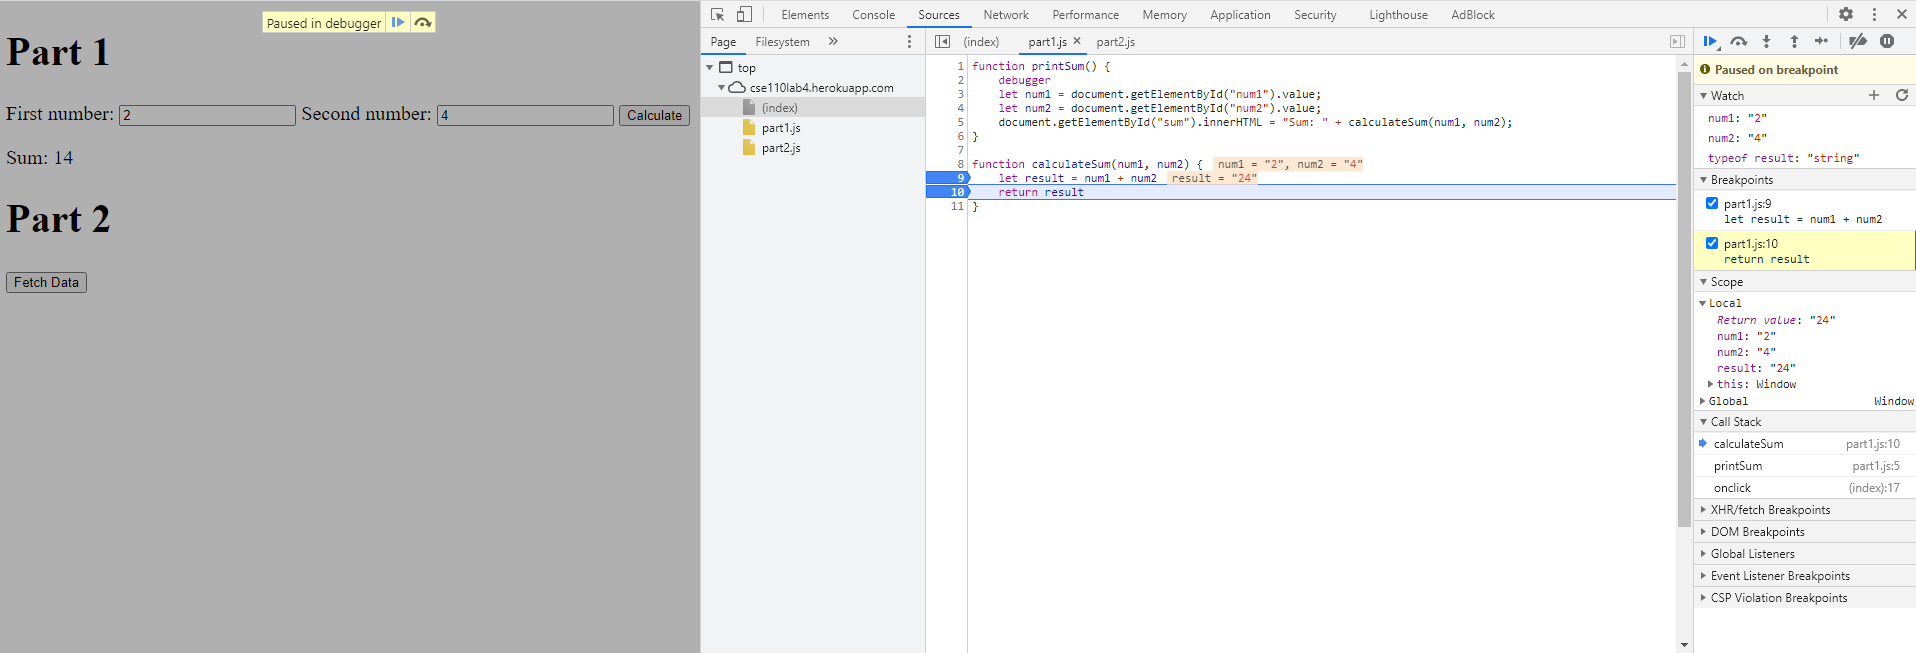 Paused in debugger
Part 1
First number: 2 Second number: 4 Calculate
Sum: 14
Part 2
Fetch Data
Elements Console Sources Network Performance Memory Application Security Lighthouse AdBlock
Page Filesystem »
top
cse110lab4.herokuapp.com
(index)
part1.js
part2.js
(index) part1.js × part2.js
1 function printSum() {
2 debugger
3 let num1 = document.getElementById("num1").value;
4 let num2 = document.getElementById("num2").value;
5 document.getElementById("sum").innerHTML = "Sum: " + calculateSum(num1, num2);
6 }
7
8 function calculateSum(num1, num2) { num1 = "2", num2 = "4"
9 let result = num1 + num2 result = "24"
10 return result
11 }
Paused on breakpoint
Watch
num1: "2"
num2: "4"
typeof result: "string"
Breakpoints
part1.js:9
let result = num1 + num2
part1.js:10
return result
Scope
Local
Return value: "24"
num1: "2"
num2: "4"
result: "24"
this: Window
Global Window
Call Stack
calculateSum part1.js:10
printSum part1.js:5
onclick (index):17
XHR/fetch Breakpoints
DOM Breakpoints
Global Listeners
Event Listener Breakpoints
CSP Violation Breakpoints